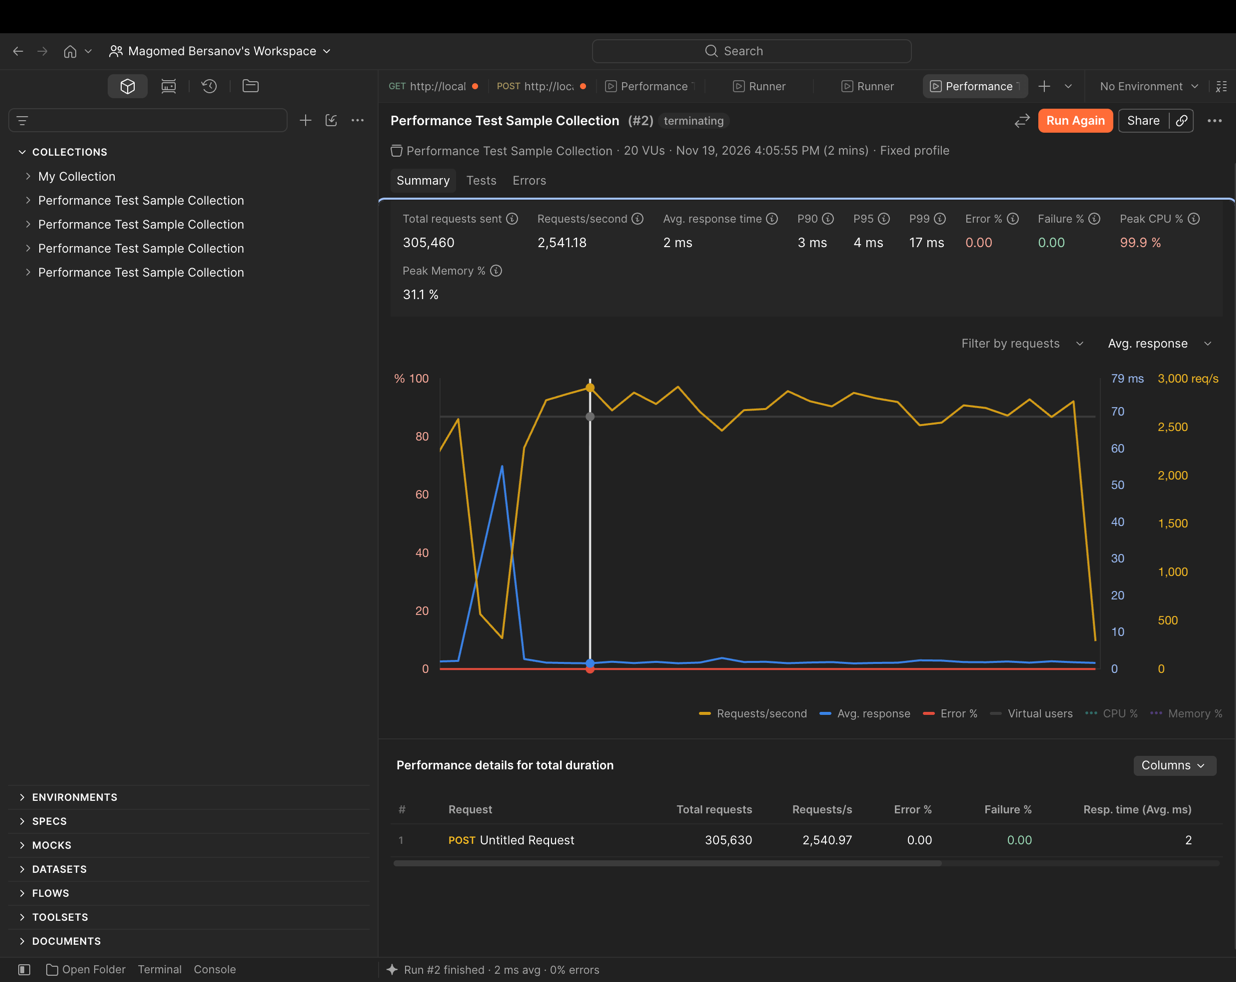 Magomed Bersanov's Workspace
Search
GET http://local
POST http://loc.
Performance
Runner
Runner
Performance
No Environment
COLLECTIONS
My Collection
Performance Test Sample Collection
Performance Test Sample Collection
Performance Test Sample Collection
Performance Test Sample Collection
ENVIRONMENTS
SPECS
MOCKS
DATASETS
FLOWS
TOOLSETS
DOCUMENTS
Performance Test Sample Collection (#2) terminating
Run Again
Share
Performance Test Sample Collection · 20 VUs · Nov 19, 2026 4:05:55 PM (2 mins) · Fixed profile
Summary Tests Errors
Total requests sent Requests/second Avg. response time P90 P95 P99 Error % Failure % Peak CPU %
305,460 2,541.18 2 ms 3 ms 4 ms 17 ms 0.00 0.00 99.9 %
Peak Memory %
31.1 %
Filter by requests Avg. response
% 100
80
60
40
20
0
79 ms
70
60
50
40
30
20
10
0
3,000 req/s
2,500
2,000
1,500
1,000
500
0
Requests/second Avg. response Error % Virtual users CPU % Memory %
Performance details for total duration
Columns
# Request Total requests Requests/s Error % Failure % Resp. time (Avg. ms)
1 POST Untitled Request 305,630 2,540.97 0.00 0.00 2
Open Folder Terminal Console
Run #2 finished · 2 ms avg · 0% errors